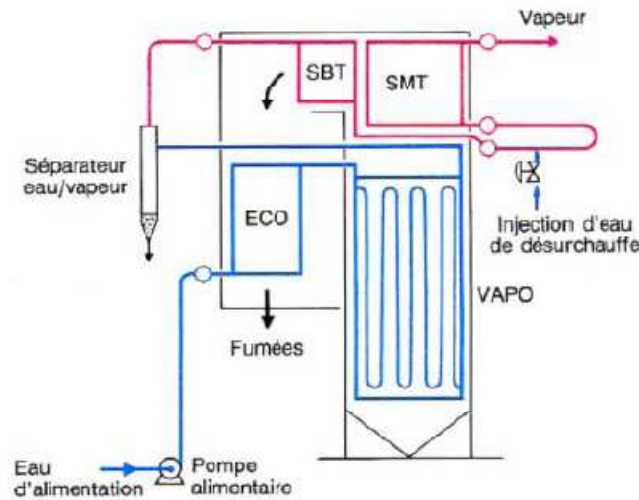 Vapeur
SBT
SMT
Séparateur
eau/vapeur
ECO
Injection d'eau
de désurchauffe
VAPO
Fumées
Eau
d'alimentation
Pompe
alimentaire